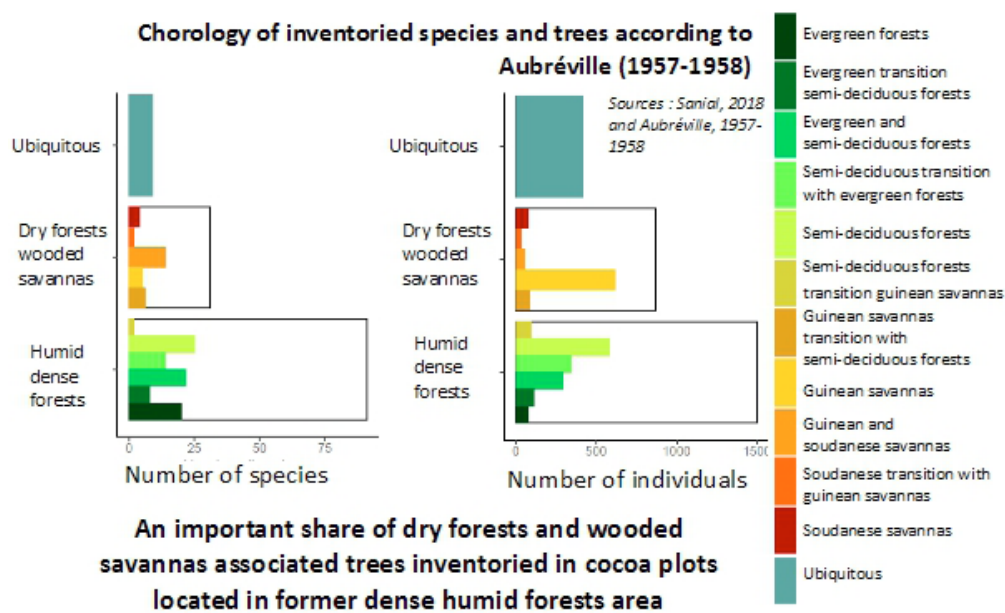 Chorology of inventoried species and trees according to
Aubréville (1957-1958)
Sources : Sanial, 2018
and Aubréville, 1957-
1958
Ubiquitous
Dry forests
wooded
savannas
Humid
dense
forests
0
25
50
75
Number of species
Ubiquitous
Dry forests
wooded
savannas
Humid
dense
forests
0
500
1000
1500
Number of individuals
An important share of dry forests and wooded
savannas associated trees inventoried in cocoa plots
located in former dense humid forests area
Evergreen forests
Evergreen transition
semi-deciduous forests
Evergreen and
semi-deciduous forests
Semi-deciduous transition
with evergreen forests
Semi-deciduous forests
Semi-deciduous forests
transition guinean savannas
Guinean savannas
transition with
semi-deciduous forests
Guinean savannas
Guinean and
soudanese savannas
Soudanese transition with
guinean savannas
Soudanese savannas
Ubiquitous